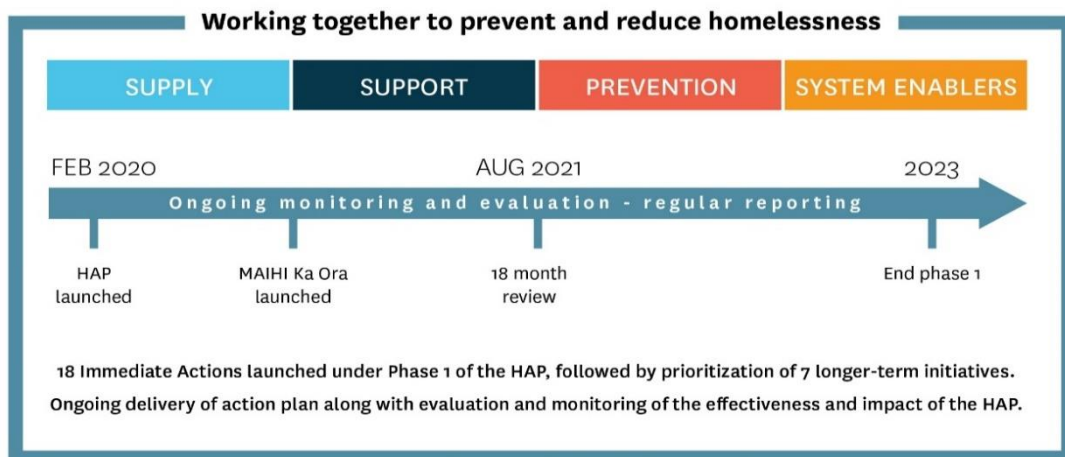 Working together to prevent and reduce homelessness
SUPPLY SUPPORT PREVENTION SYSTEM ENABLERS
FEB 2020 AUG 2021 2023
Ongoing monitoring and evaluation - regular reporting
HAP MAIHI Ka Ora 18 month End phase 1
launched launched review
18 Immediate Actions launched under Phase 1 of the HAP, followed by prioritization of 7 longer-term initiatives.
Ongoing delivery of action plan along with evaluation and monitoring of the effectiveness and impact of the HAP.